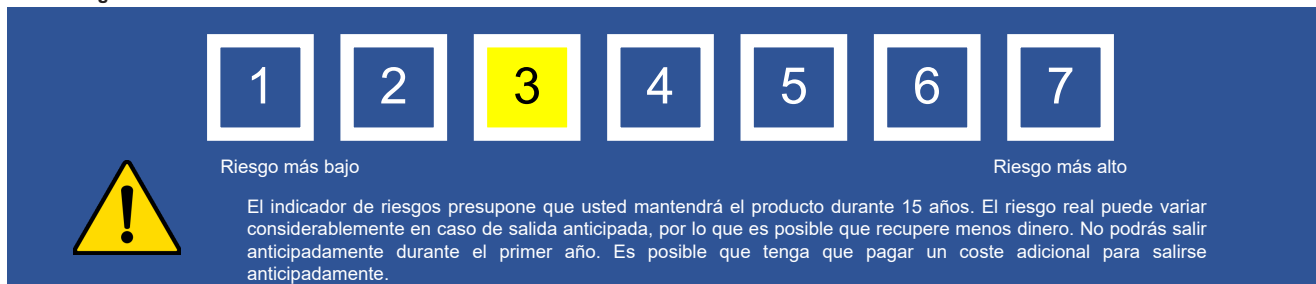 1 2 3 4 5 6 7
Riesgo más bajo Riesgo más alto
El indicador de riesgos presupone que usted mantendrá el producto durante 15 años. El riesgo real puede variar
considerablemente en caso de salida anticipada, por lo que es posible que recupere menos dinero. No podrás salir
anticipadamente durante el primer año. Es posible que tenga que pagar un coste adicional para salirse
anticipadamente.